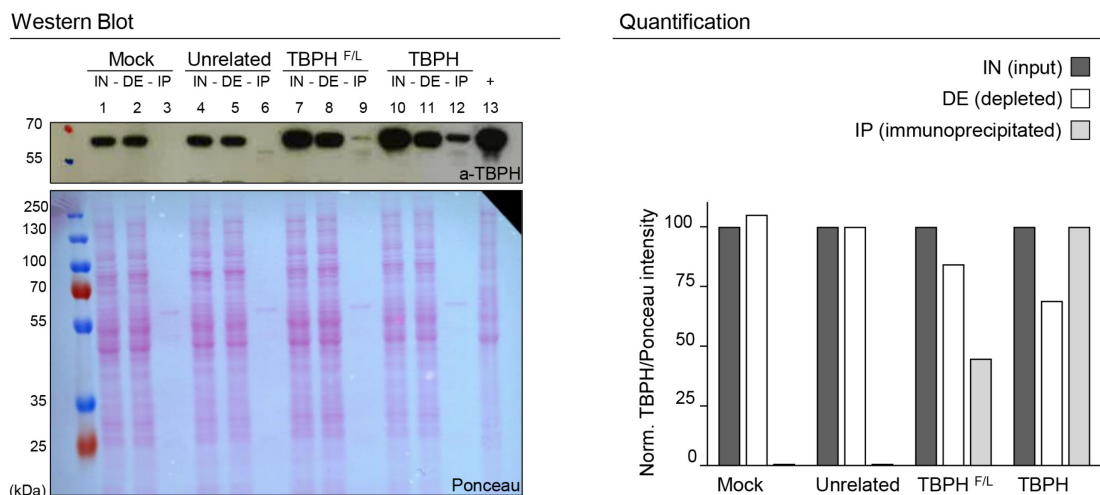 Western Blot
Mock Unrelated TBPH F/L TBPH
IN - DE - IP IN - DE - IP IN - DE - IP IN - DE - IP +
1 2 3 4 5 6 7 8 9 10 11 12 13
70
55
a-TBPH
250
130
100
70
55
35
25
(kDa)
Ponceau
Quantification
IN (input)
DE (depleted)
IP (immunoprecipitated)
Norm. TBPH/Ponceau intensity
100
75
50
25
0
Mock Unrelated TBPH F/L TBPH